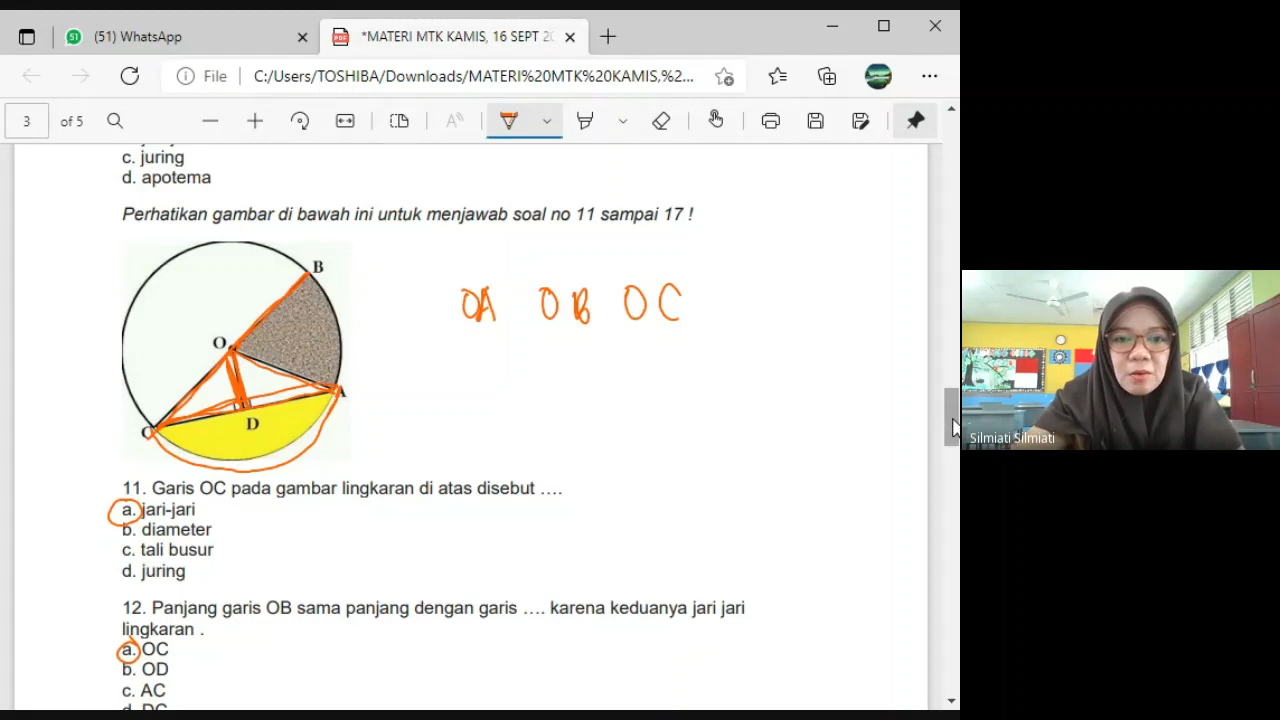 (51) WhatsApp
*MATERI MTK KAMIS, 16 SEPT 20
File
C:/Users/TOSHIBA/Downloads/MATERI%20MTK%20KAMIS,%2...
3 of 5
c. juring
d. apotema
Perhatikan gambar di bawah ini untuk menjawab soal no 11 sampai 17 !
B
O
A
C
D
OA OB OC
11. Garis OC pada gambar lingkaran di atas disebut ….
a. jari-jari
b. diameter
c. tali busur
d. juring
12. Panjang garis OB sama panjang dengan garis …. karena keduanya jari jari
lingkaran .
a. OC
b. OD
c. AC
d. DC
Silmiati Silmiati